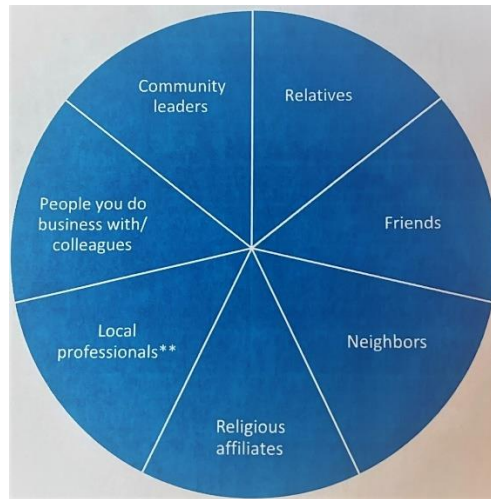 Community
leaders
Relatives
People you do
business with/
colleagues
Friends
Local
professionals**
Neighbors
Religious
affiliates